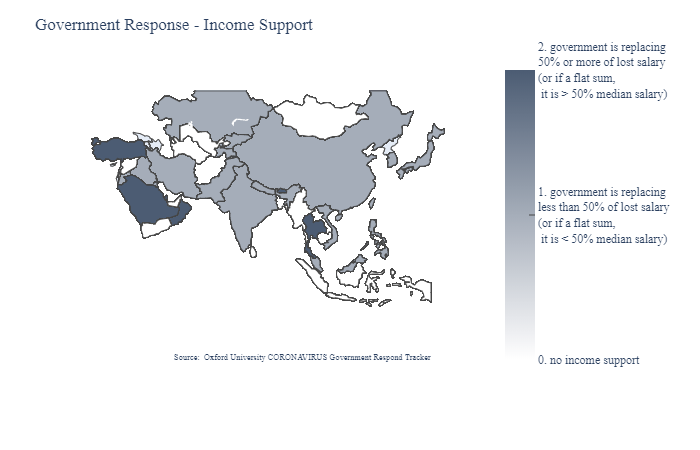 Government Response - Income Support
2. government is replacing
50% or more of lost salary
(or if a flat sum,
it is > 50% median salary)
1. government is replacing
less than 50% of lost salary
(or if a flat sum,
it is < 50% median salary)
0. no income support
Source: Oxford University CORONAVIRUS Government Respond Tracker